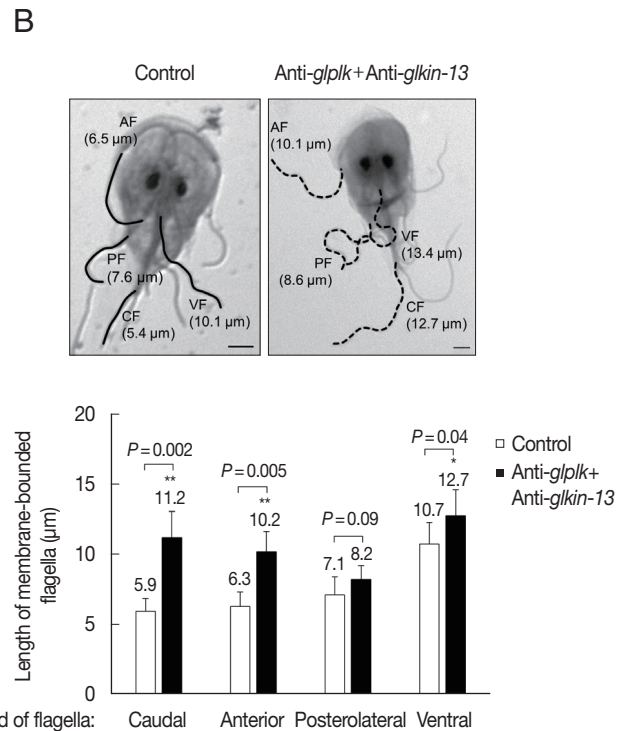 B
Control
Anti-glplk+Anti-glkin-13
AF
(6.5 µm)
PF
(7.6 µm)
CF
(5.4 µm)
VF
(10.1 µm)
AF
(10.1 µm)
PF
(8.6 µm)
VF
(13.4 µm)
CF
(12.7 µm)
Length of membrane-bounded
flagella (µm)
20
15
10
5
0
P=0.002
**
11.2
5.9
P=0.005
**
10.2
6.3
P=0.09
7.1
8.2
P=0.04
*
12.7
10.7
Control
Anti-glplk+
Anti-glkin-13
d of flagella:
Caudal
Anterior
Posterolateral
Ventral